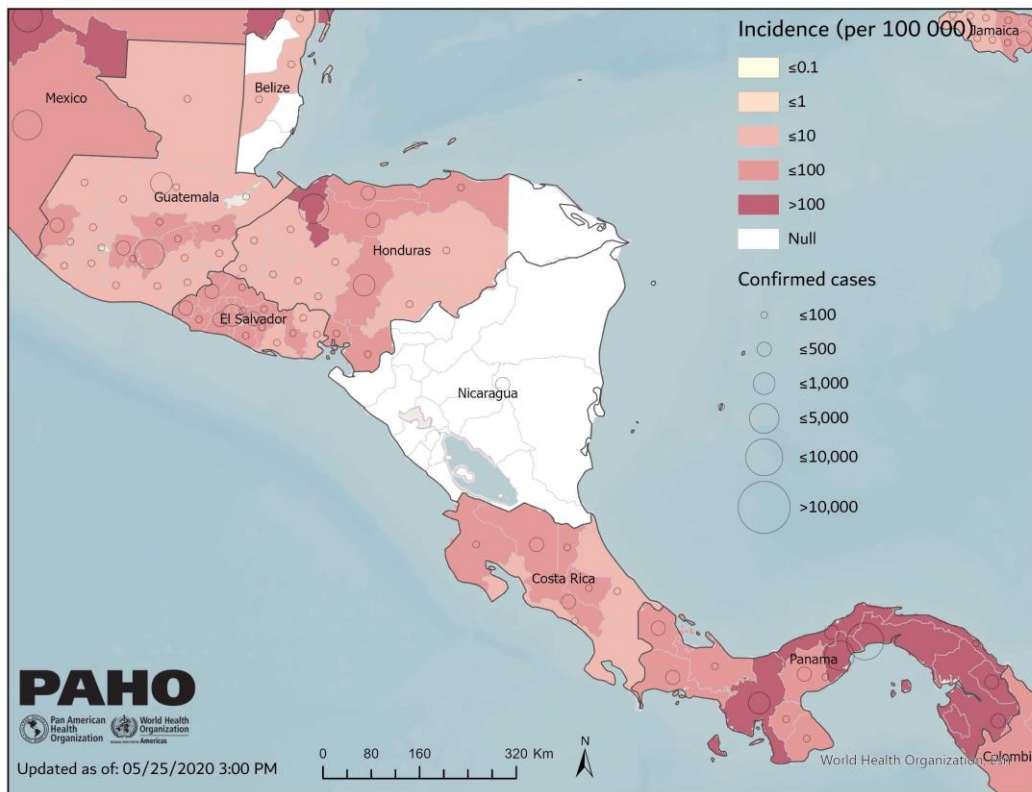 Incidence (per 100 000)
≤0.1
≤1
≤10
≤100
>100
Null
Confirmed cases
≤100
≤500
≤1,000
≤5,000
≤10,000
>10,000
Jamaica
Mexico
Belize
Guatemala
Honduras
El Salvador
Nicaragua
Costa Rica
Panama
Colombi
PAHO
Pan American
Health
Organization
World Health
Organization
Americas
Updated as of: 05/25/2020 3:00 PM
0 80 160 320 Km
N
World Health Organization, Esri